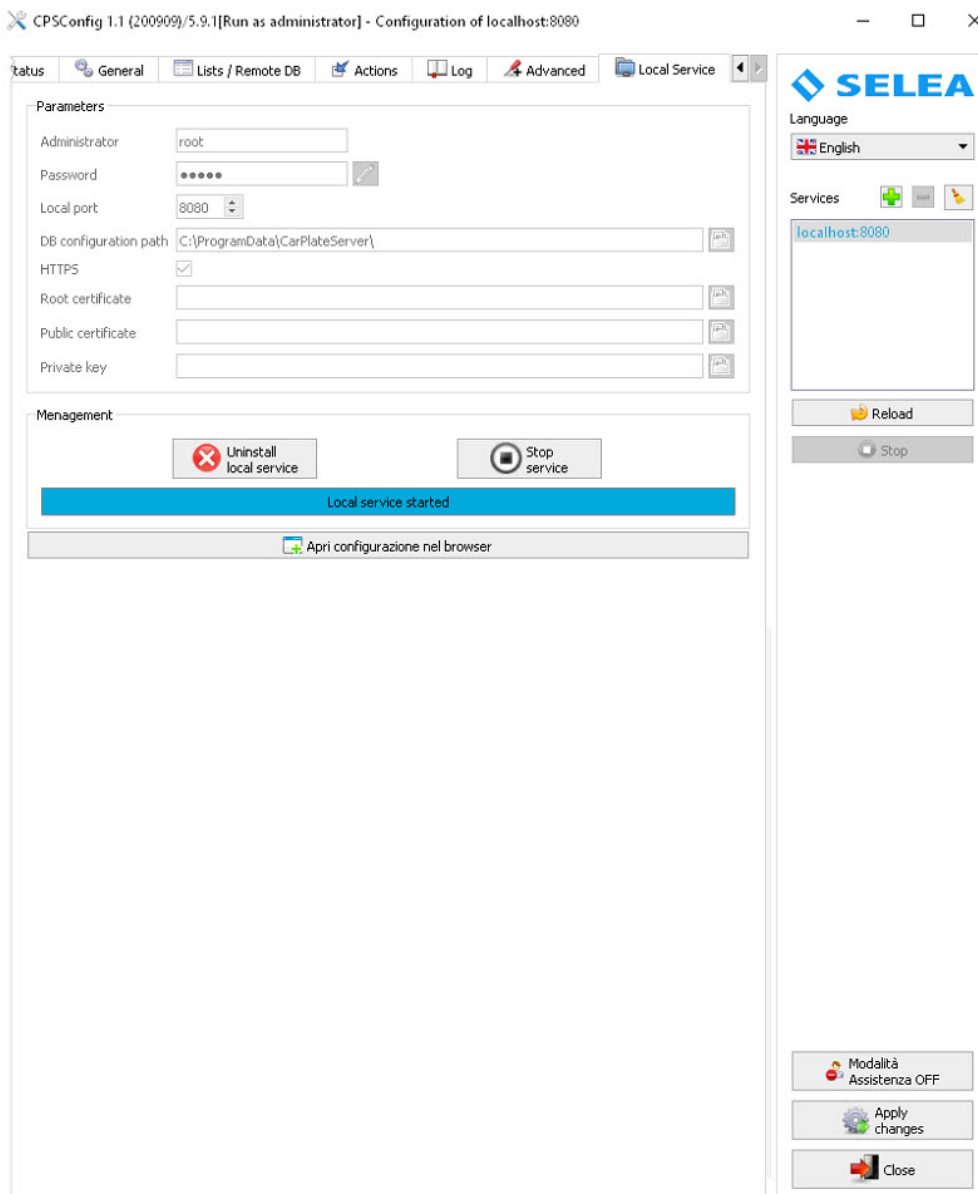 CPSConfig 1.1 (200909)/5.9.1[Run as administrator] - Configuration of localhost:8080
tatus General Lists / Remote DB Actions Log Advanced Local Service
Parameters
Administrator root
Password •••••
Local port 8080
DB configuration path C:\ProgramData\CarPlateServer\
HTTPS
Root certificate
Public certificate
Private key
Menagement
Uninstall
local service
Stop
service
Local service started
Apri configurazione nel browser
SELEA
Language
English
Services
localhost:8080
Reload
Stop
Modalità
Assistenza OFF
Apply
changes
Close